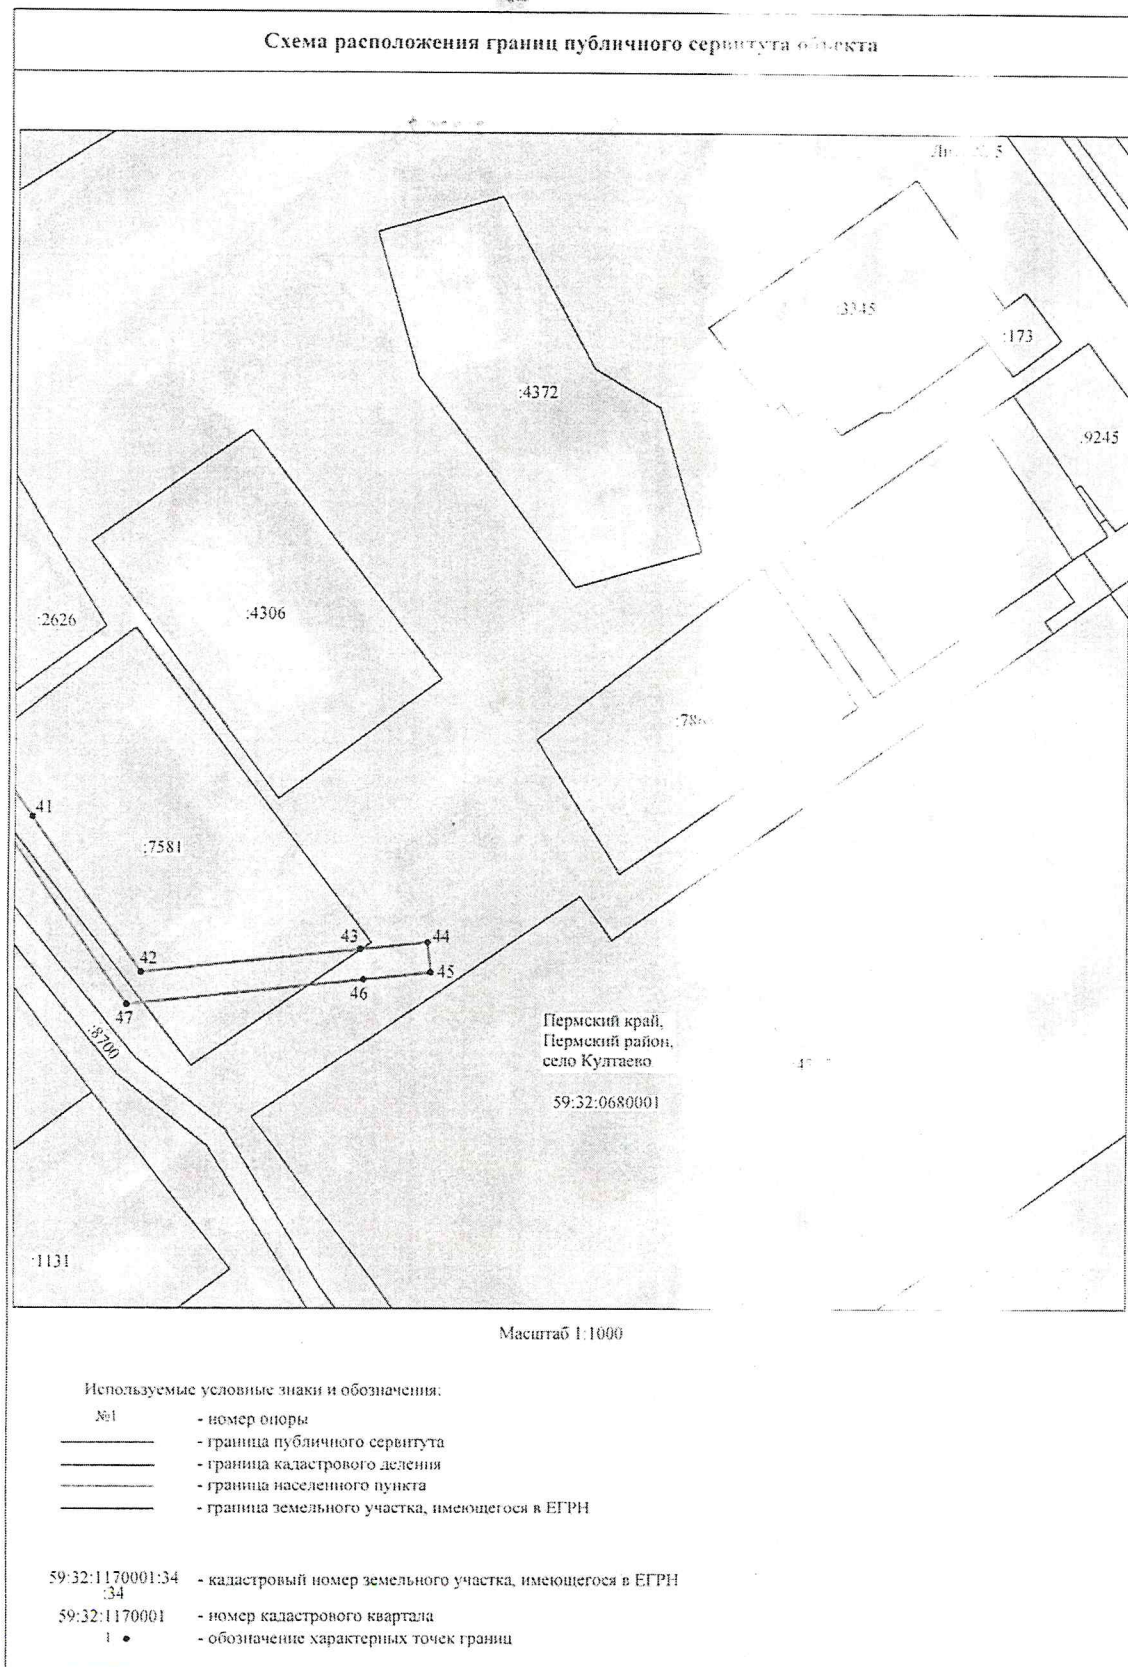 Схема расположения границ публичного сервитута объекта
:3345
:173
:4372
:9245
:4306
:2626
41
:7581
43
44
42
45
46
47
:8700
Пермский край,
Пермский район,
село Култаево
59:32:0680001
:1131
Масштаб 1:1000
Используемые условные знаки и обозначения:
№1 - номер опоры
- граница публичного сервитута
- граница кадастрового деления
- граница населенного пункта
- граница земельного участка, имеющегося в ЕГРН
59:32:1170001:34 - кадастровый номер земельного участка, имеющегося в ЕГРН
:34
59:32:1170001 - номер кадастрового квартала
1 - обозначение характерных точек границ